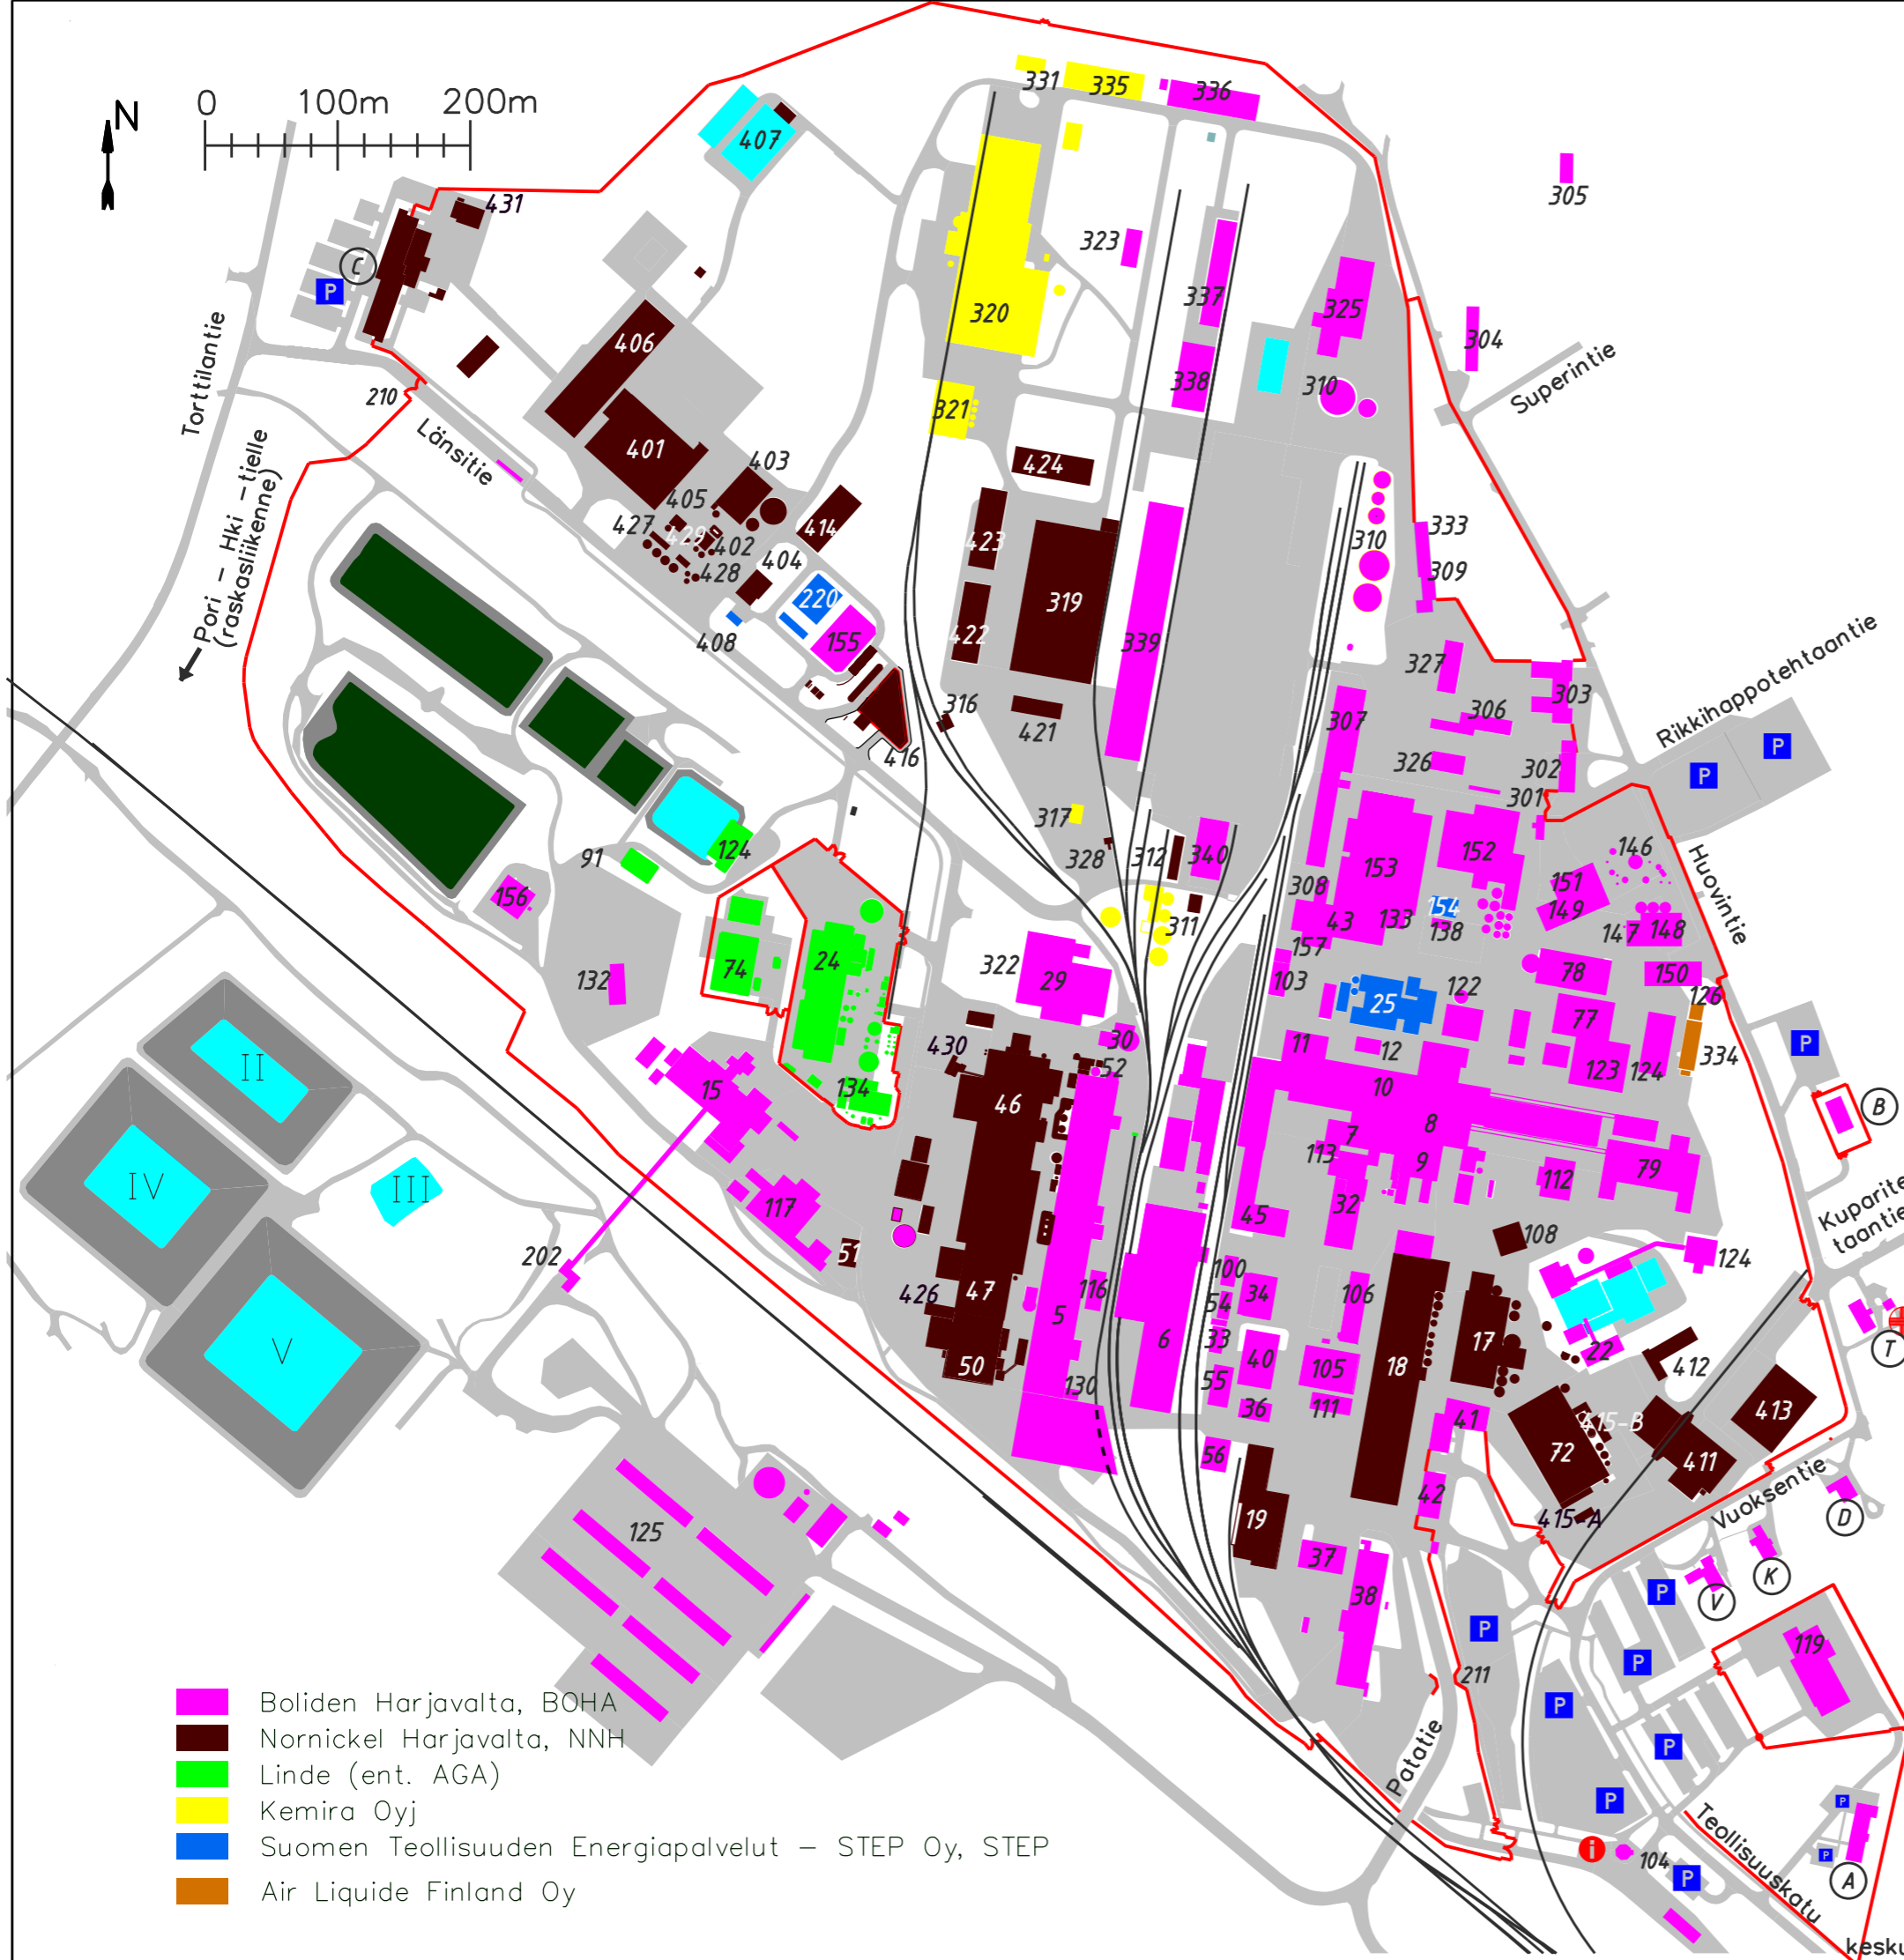 0 100m 200m
N
331
335
336
407
305
431
C
P
323
320
337
325
304
Superintie
406
338
310
321
210
Torttilantie
Länsitie
401
403
424
Pori - Hki -tielle
(raskasliikenne)
405
414
427
429
402
423
310
333
404
428
309
319
220
422
155
339
408
327
303
Rikkihappotehtaantie
316
306
307
421
P
P
416
326
302
301
317
124
91
328
312
340
153
152
146
Huovintie
156
308
151
154
149
43
133
138
147
148
311
157
24
322
74
29
132
103
78
150
25
122
126
77
430
30
11
12
P
334
52
123
124
II
134
15
46
10
8
B
7
113
9
79
IV
III
112
117
32
45
Kuparite
taantie
108
51
202
124
100
426
47
116
54
34
106
5
33
6
17
T
V
22
40
18
412
50
55
105
130
36
111
413
41
415-B
56
72
411
42
Vuoksentie
125
19
415-A
D
37
K
38
P
V
P
119
P
211
P
P
Patatie
P
P
Teollisuuskatu
i
104
P
P
A
kesku
Boliden Harjavalta, BOHA
Nornickel Harjavalta, NNH
Linde (ent. AGA)
Kemira Oyj
Suomen Teollisuuden Energiapalvelut – STEP Oy, STEP
Air Liquide Finland Oy